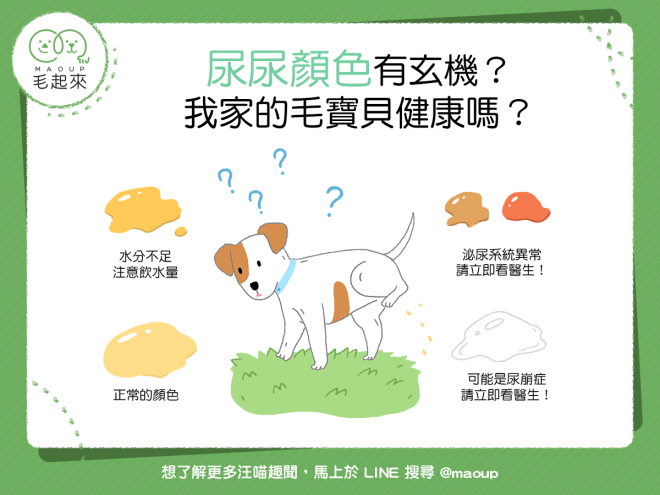 MAOUP
毛起來
尿尿顏色有玄機？
我家的毛寶貝健康嗎？
?
?
?
?
水分不足
注意飲水量
泌尿系統異常
請立即看醫生！
正常的顏色
可能是尿崩症
請立即看醫生！
想了解更多汪喵趣聞，馬上於 LINE 搜尋 @maoup